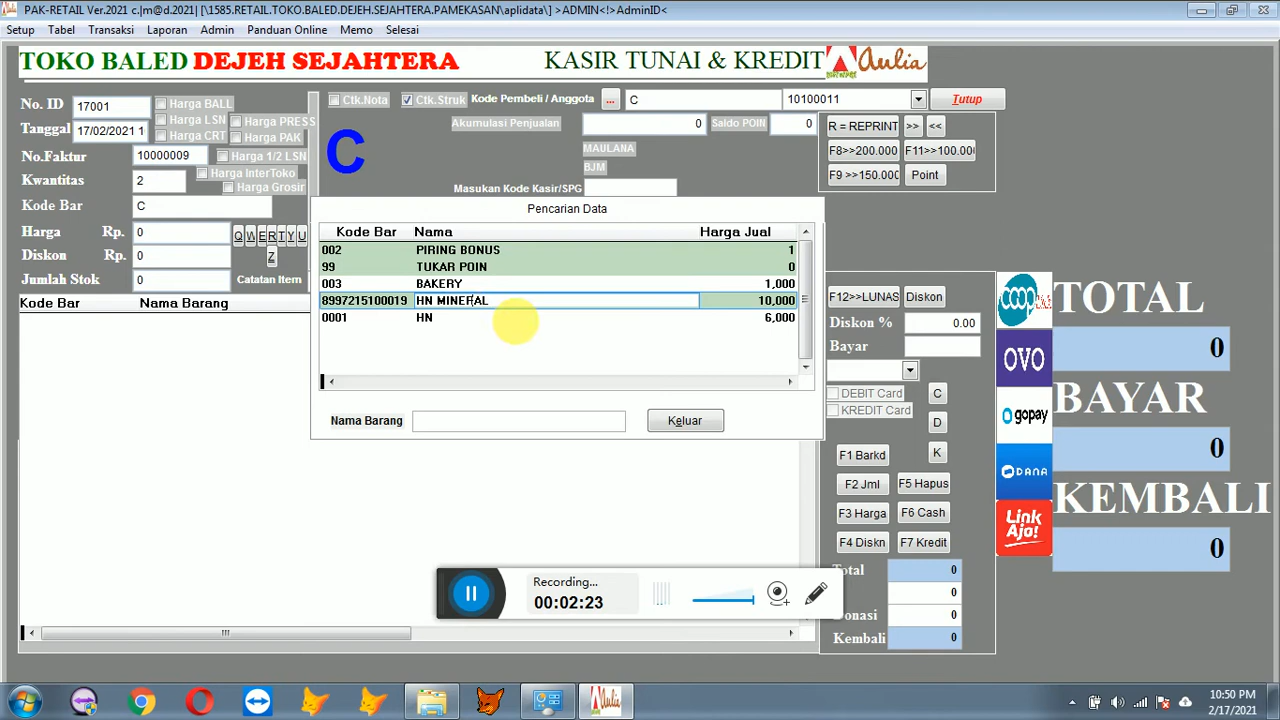 PAK-RETAIL Ver.2021 c.|m@d.2021| [\1585.RETAIL.TOKO.BALED.DEJEH.SEJAHTERA.PAMEKASAN\aplidata\] >ADMIN<!>AdminID<
Setup Tabel Transaksi Laporan Admin Panduan Online Memo Selesai
TOKO BALED DEJEH SEJAHTERA KASIR TUNAI & KREDIT Aulia
No. ID 17001 Harga BALL Ctk.Nota Ctk.Struk Kode Pembeli / Anggota ... C 10100011 Tutup
Harga LSN Harga PRESS
Tanggal 17/02/2021 1 Harga CRT Harga PAK Akumulasi Penjualan 0 Saldo POIN 0 R = REPRINT >> <<
C MAULANA F8>>200.000 F11>>100.000
No.Faktur 10000009 Harga 1/2 LSN BJM
Kwantitas 2 Harga InterToko Harga Grosir Masukan Kode Kasir/SPG F9 >>150.000 Point
Kode Bar C Pencarian Data
Harga Rp. 0 Q W E R T Y U Kode Bar Nama Harga Jual
Diskon Rp. 0 Z 002 PIRING BONUS 1
99 TUKAR POIN 0
Jumlah Stok 0 Catatan Item 003 BAKERY 1,000
Kode Bar Nama Barang 8997215100019 HN MINERAL 10,000 F12>>LUNAS Diskon coop TOTAL
0001 HN 6,000 Diskon % 0.00
Bayar OVO 0
DEBIT Card C
KREDIT Card BAYAR
Nama Barang Keluar D gopay 0
F1 Barkd K
F2 Jml F5 Hapus DANA
F3 Harga F6 Cash Link Aja! KEMBALI
F4 Diskn F7 Kredit 0
Total 0
Recording... 0
00:02:23 onasi 0
Kembali 0
10:50 PM
2/17/2021